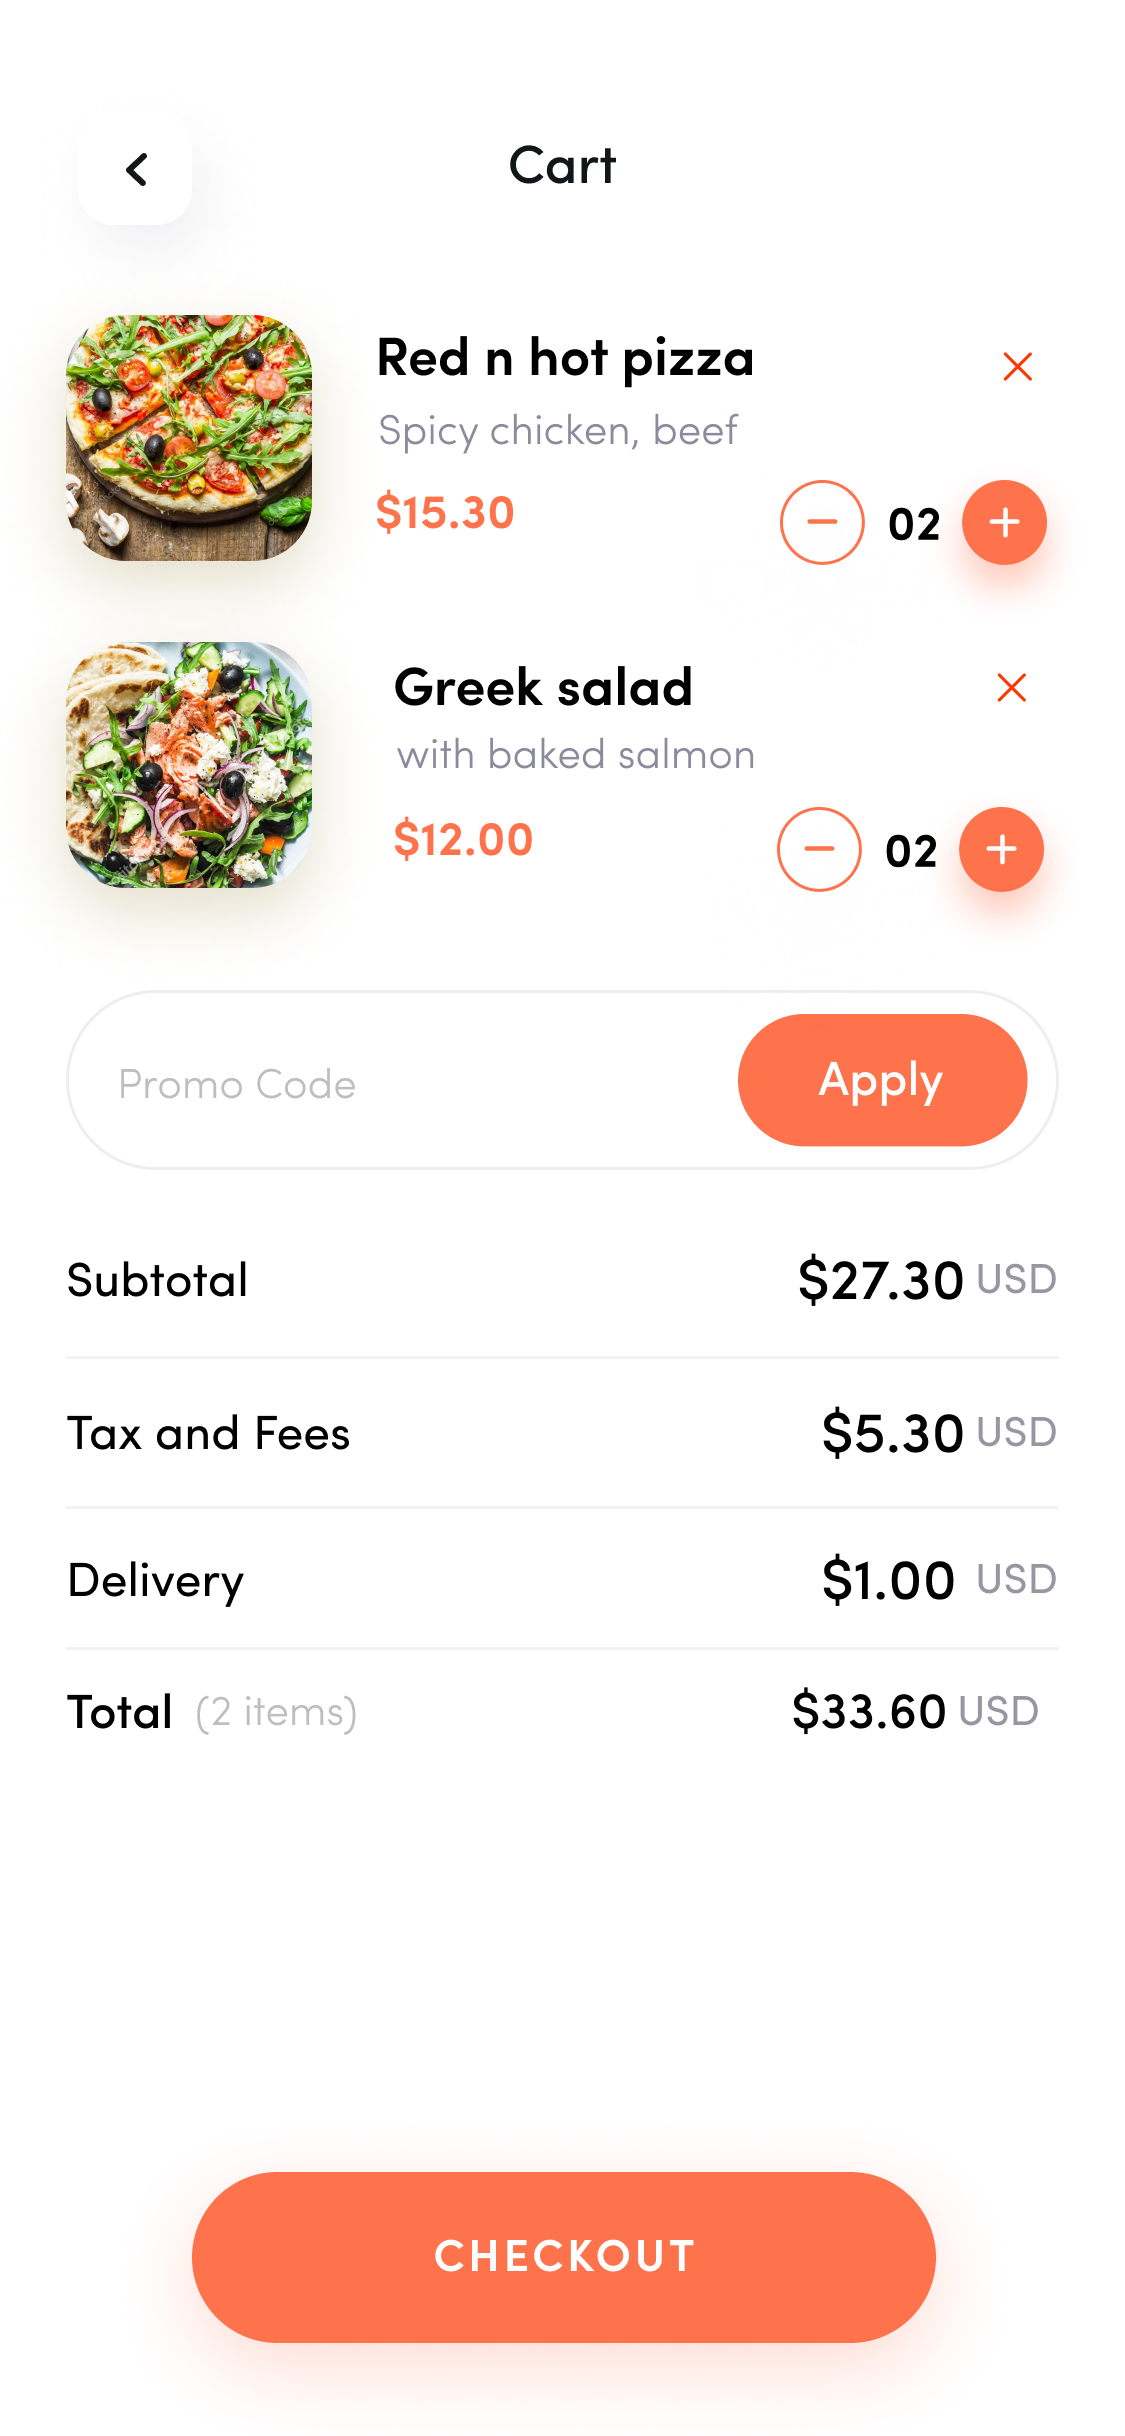 Cart
Red n hot pizza
Spicy chicken, beef
$15.30
02
Greek salad
with baked salmon
$12.00
02
Promo Code
Apply
Subtotal
$27.30 USD
Tax and Fees
$5.30 USD
Delivery
$1.00 USD
Total (2 items)
$33.60 USD
CHECKOUT